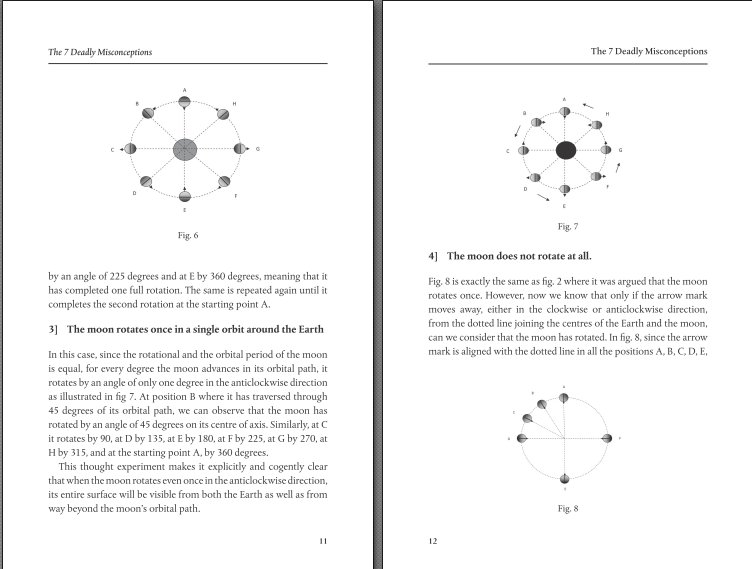 The 7 Deadly Misconceptions
A
B
H
C
G
D
F
E
Fig. 6
by an angle of 225 degrees and at E by 360 degrees, meaning that it
has completed one full rotation. The same is repeated again until it
completes the second rotation at the starting point A.
3] The moon rotates once in a single orbit around the Earth
In this case, since the rotational and the orbital period of the moon
is equal, for every degree the moon advances in its orbital path, it
rotates by an angle of only one degree in the anticlockwise direction
as illustrated in fig 7. At position B where it has traversed through
45 degrees of its orbital path, we can observe that the moon has
rotated by an angle of 45 degrees on its centre of axis. Similarly, at C
it rotates by 90, at D by 135, at E by 180, at F by 225, at G by 270, at
H by 315, and at the starting point A, by 360 degrees.
This thought experiment makes it explicitly and cogently clear
that when the moon rotates even once in the anticlockwise direction,
its entire surface will be visible from both the Earth as well as from
way beyond the moon's orbital path.
11
The 7 Deadly Misconceptions
A
B
H
C
G
D
F
E
Fig. 7
4] The moon does not rotate at all.
Fig. 8 is exactly the same as fig. 2 where it was argued that the moon
rotates once. However, now we know that only if the arrow mark
moves away, either in the clockwise or anticlockwise direction,
from the dotted line joining the centres of the Earth and the moon,
can we consider that the moon has rotated. In fig. 8, since the arrow
mark is aligned with the dotted line in all the positions A, B, C, D, E,
Fig. 8
12